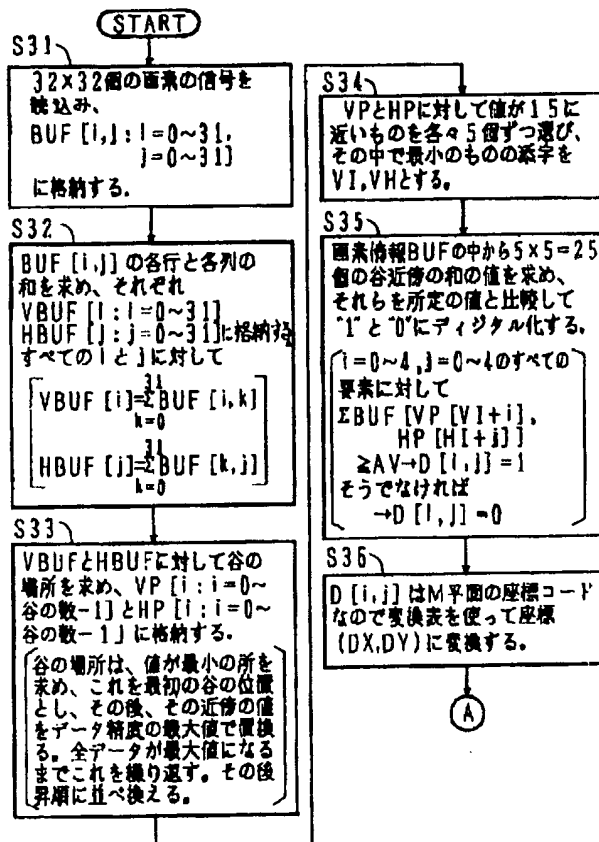 START
S31
32×32個の画素の信号を
読込み、
BUF [i,j:i=0~31,
j=0~31]
に格納する.
S32
BUF [i,j] の各行と各列の
和を求め、それぞれ
VBUF [i:i=0~31]
HBUF [j:j=0~31]に格納する
すべてのiとjに対して
VBUF [i]=ΣBUF [i,k]
31
k=0
HBUF [j]=ΣBUF [k,j]
31
k=0
S33
VBUFとHBUFに対して谷の
場所を求め、VP [i:i=0~
谷の数-1]とHP [i:i=0~
谷の数-1]に格納する。
谷の場所は、値が最小の所を
求め、これを最初の谷の位置
とし、その後、その近傍の値
をデータ精度の最大値で置換
る。全データが最大値になる
までこれを繰り返す。その後
昇順に並べ換える。
S34
VPとHPに対して値が15に
近いものを各々5個ずつ選び、
その中で最小のものの添字を
VI,VHとする。
S35
画素情報BUFの中から5×5=25
個の谷近傍の和の値を求め、
それらを所定の値と比較して
"1"と"0"にディジタル化する。
i=0~4,j=0~4のすべての
要素に対して
ΣBUF [VP [VI+i],
HP [HI+j]]
≧AV→D [i,j]=1
そうでなければ
→D [i,j]=0
S36
D [i,j] はM平面の座標コード
なので変換表を使って座標
(DX,DY)に変換する。
A